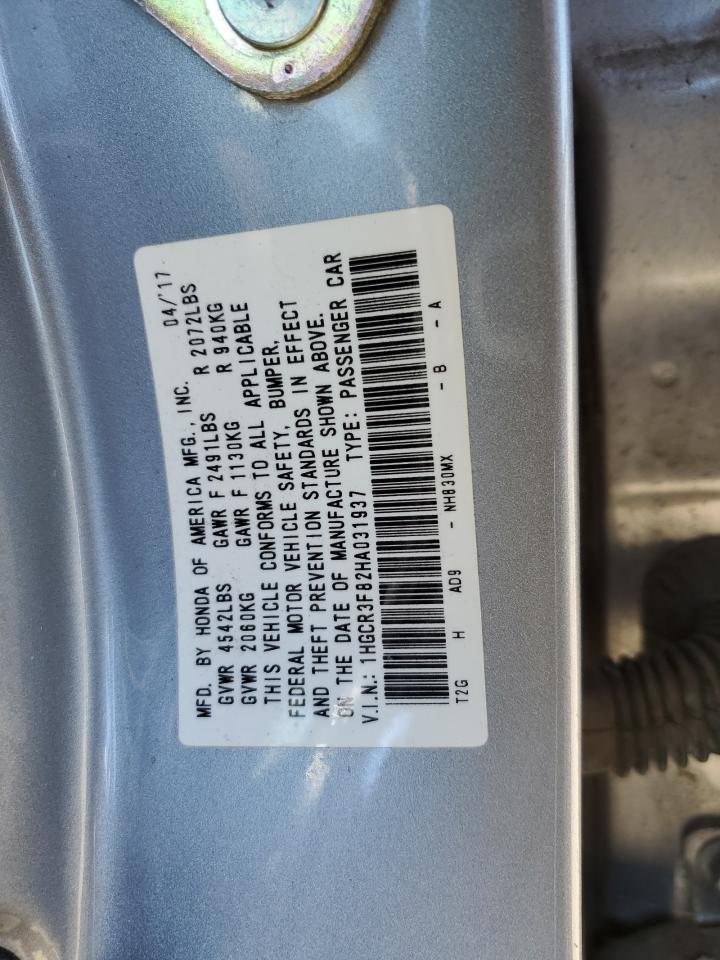 MFD. BY HONDA OF AMERICA MFG., INC. 04/'17
GVWR 4542LBS GAWR F 2491LBS R 2072LBS
GVWR 2060KG GAWR F 1130KG R 940KG
THIS VEHICLE CONFORMS TO ALL APPLICABLE
FEDERAL MOTOR VEHICLE SAFETY, BUMPER,
AND THEFT PREVENTION STANDARDS IN EFFECT
ON THE DATE OF MANUFACTURE SHOWN ABOVE.
V.I.N.: 1HGCR3F82HA031937 TYPE: PASSENGER CAR
T2G H AD9 - NH830MX - B - A